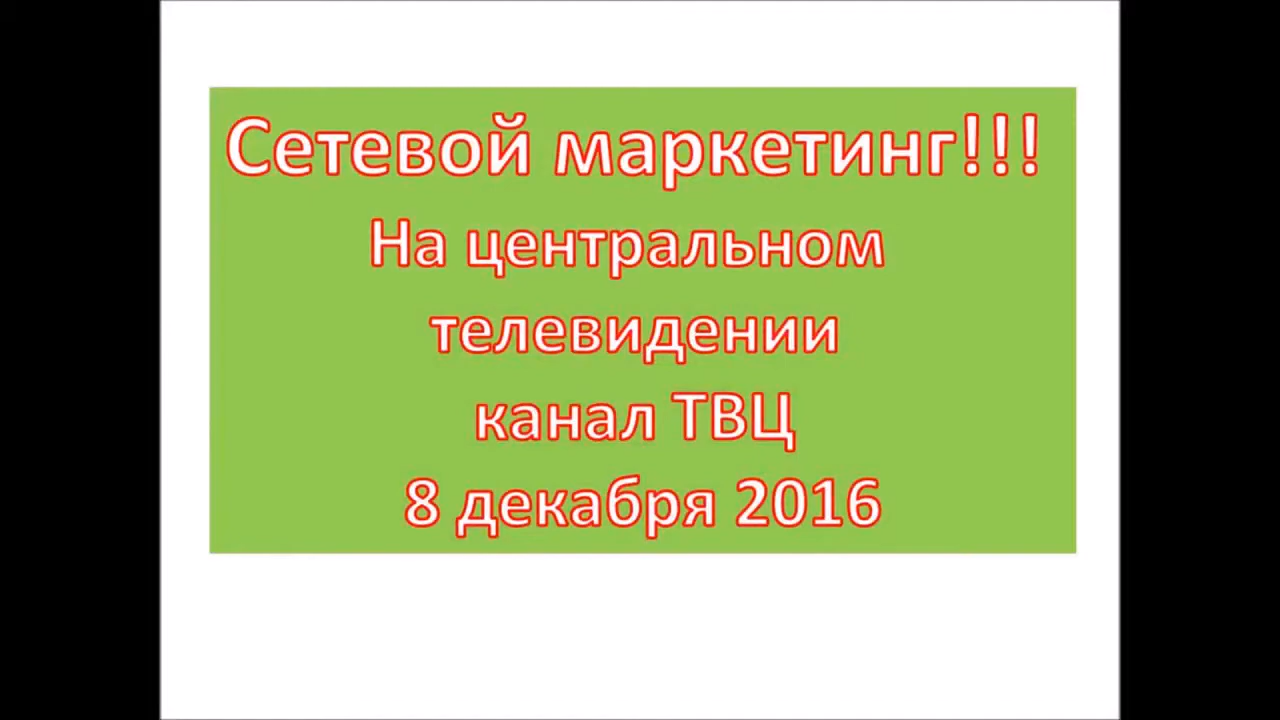 Сетевой маркетинг!!!
На центральном
телевидении
канал ТВЦ
8 декабря 2016